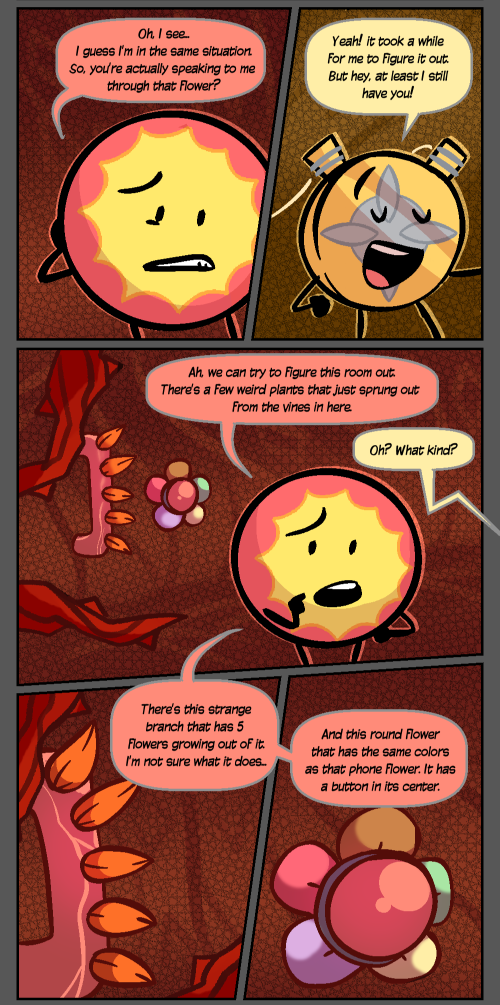 Oh, I see...
I guess I'm in the same situation.
So, you're actually speaking to me
through that flower?
Yeah! it took a while
For me to figure it out.
But hey, at least I still
have you!
Ah, we can try to figure this room out.
There's a few weird plants that just sprung out
from the vines in here.
Oh? What kind?
There's this strange
branch that has 5
flowers growing out of it.
I'm not sure what it does...
And this round flower
that has the same colors
as that phone flower. It has
a button in its center.